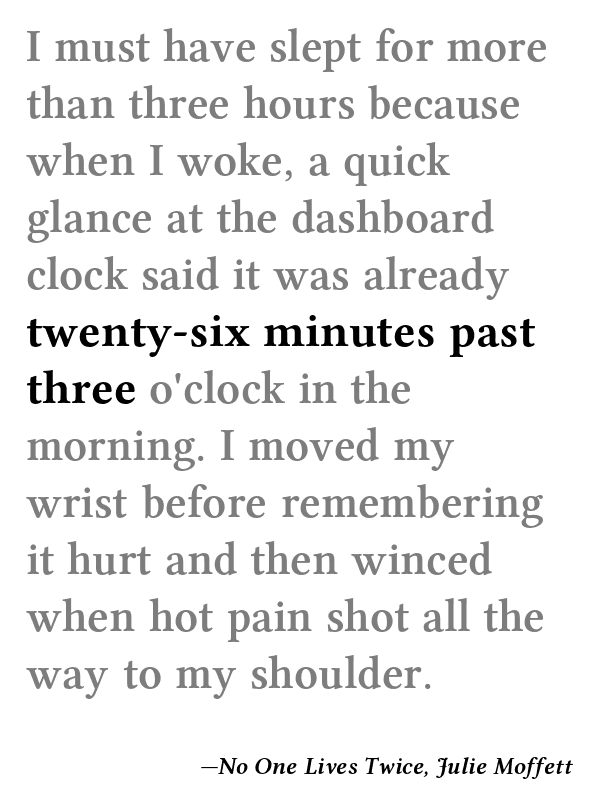 I must have slept for more
than three hours because
when I woke, a quick
glance at the dashboard
clock said it was already
twenty-six minutes past
three o'clock in the
morning. I moved my
wrist before remembering
it hurt and then winced
when hot pain shot all the
way to my shoulder.
—No One Lives Twice, Julie Moffett